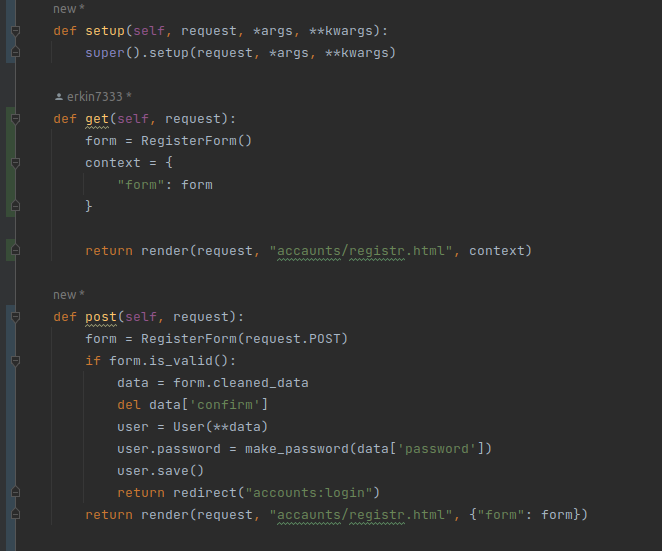 new *
def setup(self, request, *args, **kwargs):
super().setup(request, *args, **kwargs)
erkin7333 *
def get(self, request):
form = RegisterForm()
context = {
"form": form
}
return render(request, "accaunts/registr.html", context)
new *
def post(self, request):
form = RegisterForm(request.POST)
if form.is_valid():
data = form.cleaned_data
del data['confirm']
user = User(**data)
user.password = make_password(data['password'])
user.save()
return redirect("accounts:login")
return render(request, "accaunts/registr.html", {"form": form})